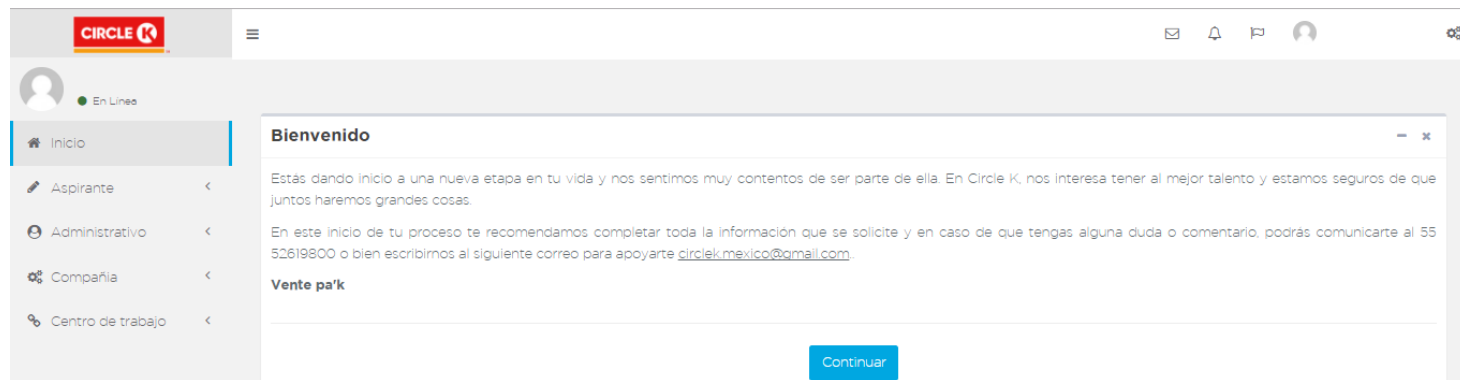 CIRCLE K
En Línea
Inicio
Aspirante
Administrativo
Compañia
Centro de trabajo
Bienvenido
Estás dando inicio a una nueva etapa en tu vida y nos sentimos muy contentos de ser parte de ella. En Circle K, nos interesa tener al mejor talento y estamos seguros de que
juntos haremos grandes cosas.
En este inicio de tu proceso te recomendamos completar toda la información que se solicite y en caso de que tengas alguna duda o comentario, podrás comunicarte al 55
52619800 o bien escribirnos al siguiente correo para apoyarte circlek.mexico@gmail.com..
Vente pa'k
Continuar